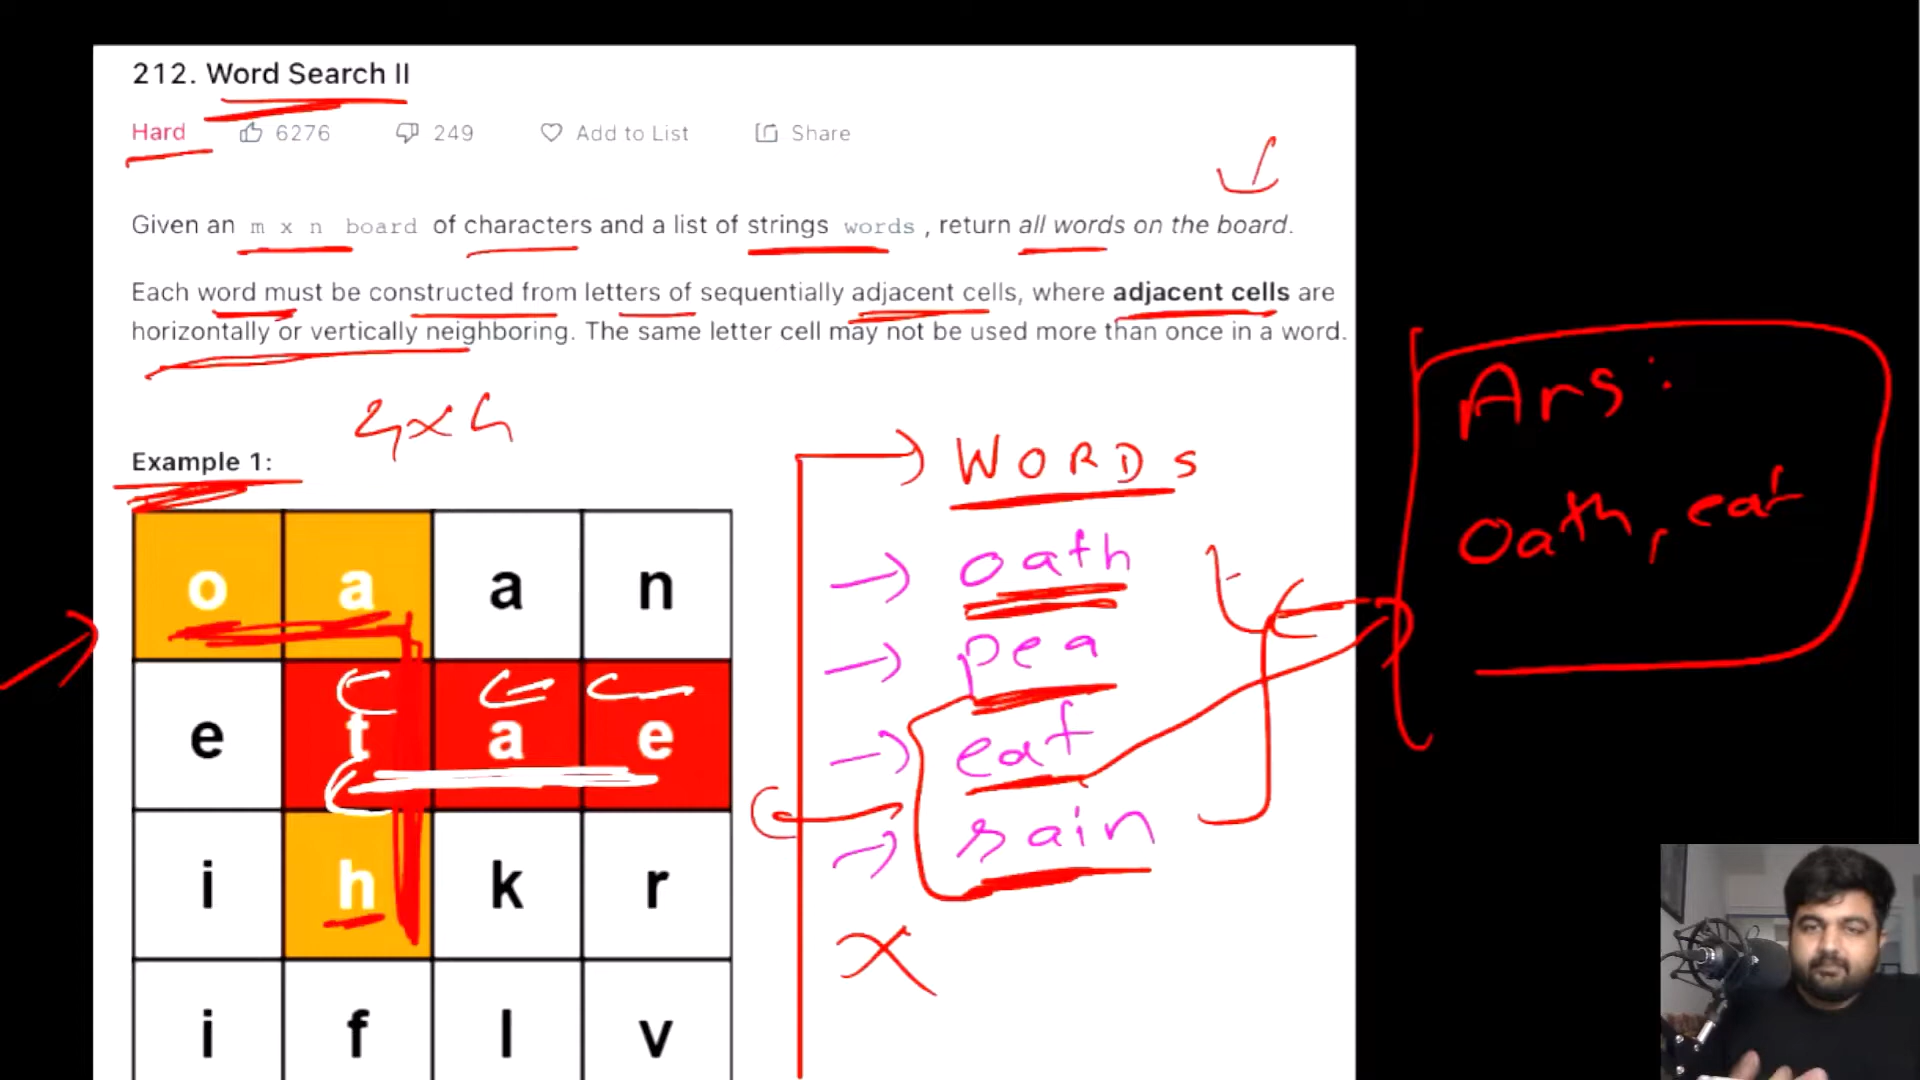 212. Word Search II
Hard 6276 249 Add to List Share
Given an m x n board of characters and a list of strings words , return all words on the board.
Each word must be constructed from letters of sequentially adjacent cells, where adjacent cells are
horizontally or vertically neighboring. The same letter cell may not be used more than once in a word.
4x4
Example 1:
o a a n
e t a e
i h k r
i f l v
WORDs
oath
pea
eat
rain
Ans:
Oath, eat